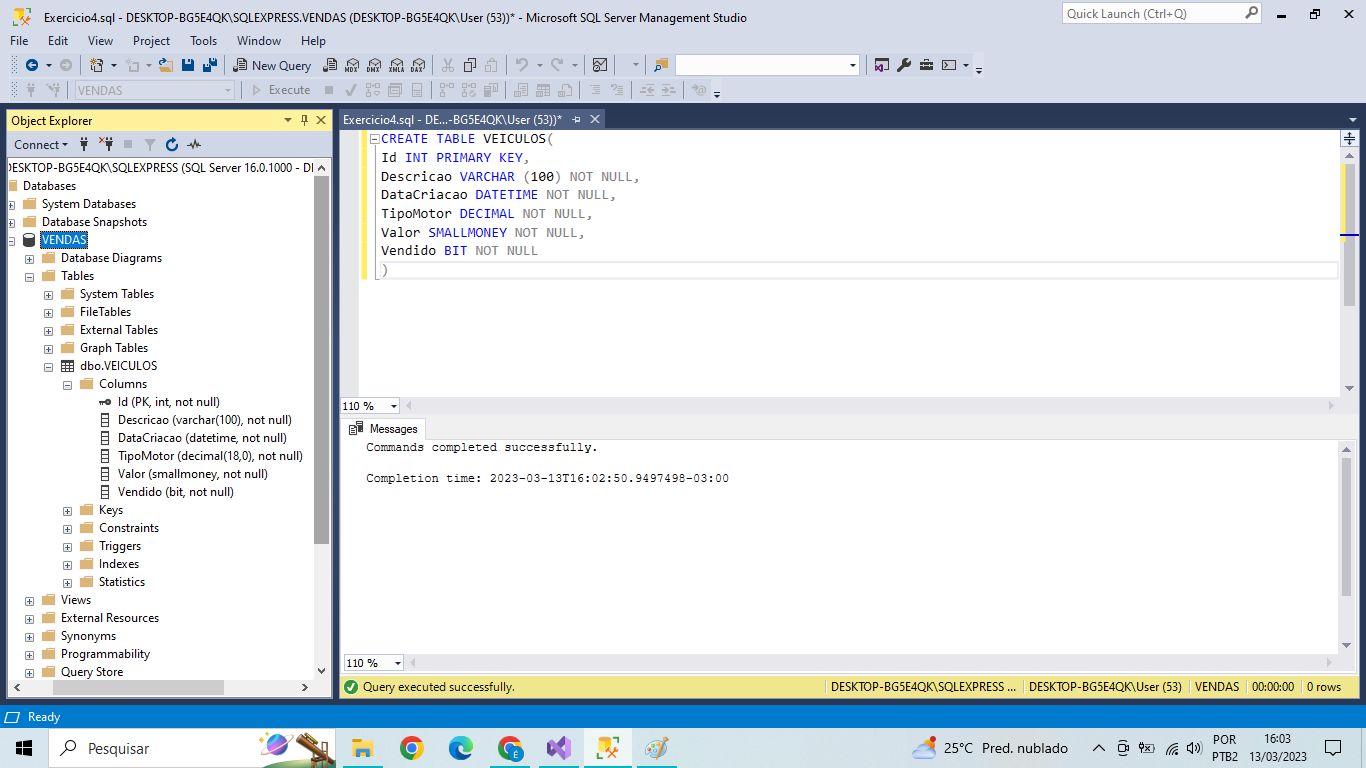 Exercicio4.sql - DESKTOP-BG5E4QK\SQLEXPRESS.VENDAS (DESKTOP-BG5E4QK\User (53))* - Microsoft SQL Server Management Studio
Quick Launch (Ctrl+Q)
File Edit View Project Tools Window Help
New Query MDX DMX XMLA DAX
VENDAS Execute
Object Explorer
Connect
DESKTOP-BG5E4QK\SQLEXPRESS (SQL Server 16.0.1000 - DE
Databases
System Databases
Database Snapshots
VENDAS
Database Diagrams
Tables
System Tables
FileTables
External Tables
Graph Tables
dbo.VEICULOS
Columns
Id (PK, int, not null)
Descricao (varchar(100), not null)
DataCriacao (datetime, not null)
TipoMotor (decimal(18,0), not null)
Valor (smallmoney, not null)
Vendido (bit, not null)
Keys
Constraints
Triggers
Indexes
Statistics
Views
External Resources
Synonyms
Programmability
Query Store
Exercicio4.sql - DE...-BG5E4QK\User (53))*
CREATE TABLE VEICULOS(
Id INT PRIMARY KEY,
Descricao VARCHAR (100) NOT NULL,
DataCriacao DATETIME NOT NULL,
TipoMotor DECIMAL NOT NULL,
Valor SMALLMONEY NOT NULL,
Vendido BIT NOT NULL
)
110 %
Messages
Commands completed successfully.
Completion time: 2023-03-13T16:02:50.9497498-03:00
110 %
Query executed successfully. DESKTOP-BG5E4QK\SQLEXPRESS ... DESKTOP-BG5E4QK\User (53) VENDAS 00:00:00 0 rows
Ready
Pesquisar
25°C Pred. nublado
POR
PTB2
16:03
13/03/2023